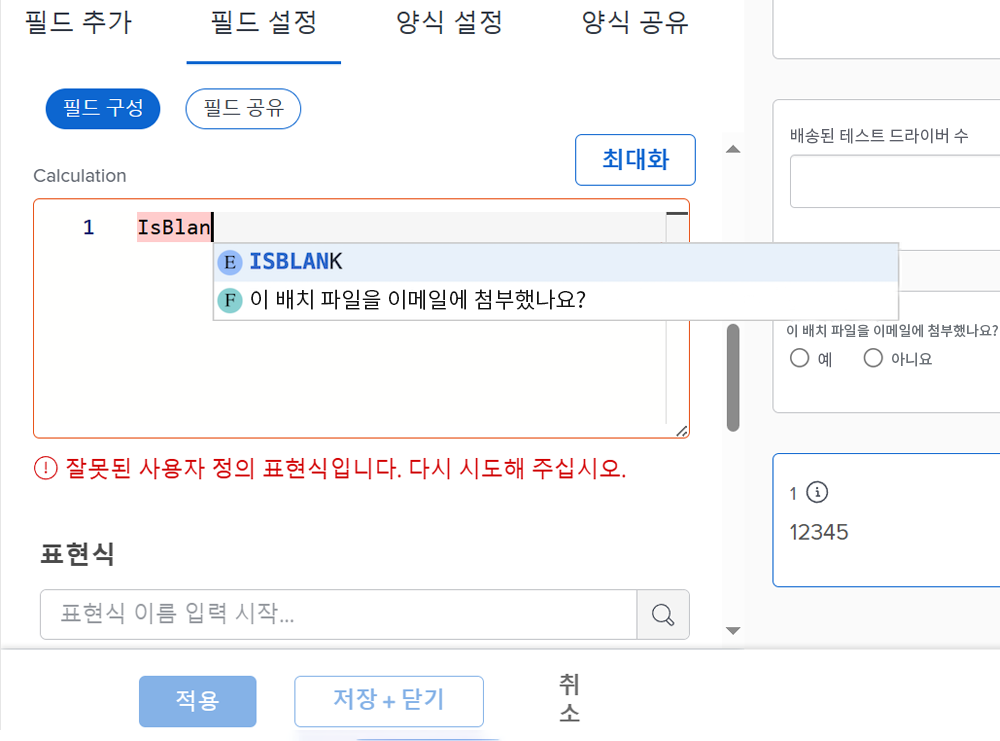 필드 추가
필드 설정
양식 설정
양식 공유
필드 구성
필드 공유
최대화
Calculation
1 IsBlan
E ISBLANK
F 이 배치 파일을 이메일에 첨부했나요?
잘못된 사용자 정의 표현식입니다. 다시 시도해 주십시오.
표현식
표현식 이름 입력 시작...
적용
저장 + 닫기
취
소
배송된 테스트 드라이버 수
이 배치 파일을 이메일에 첨부했나요?
예 아니요
1
12345